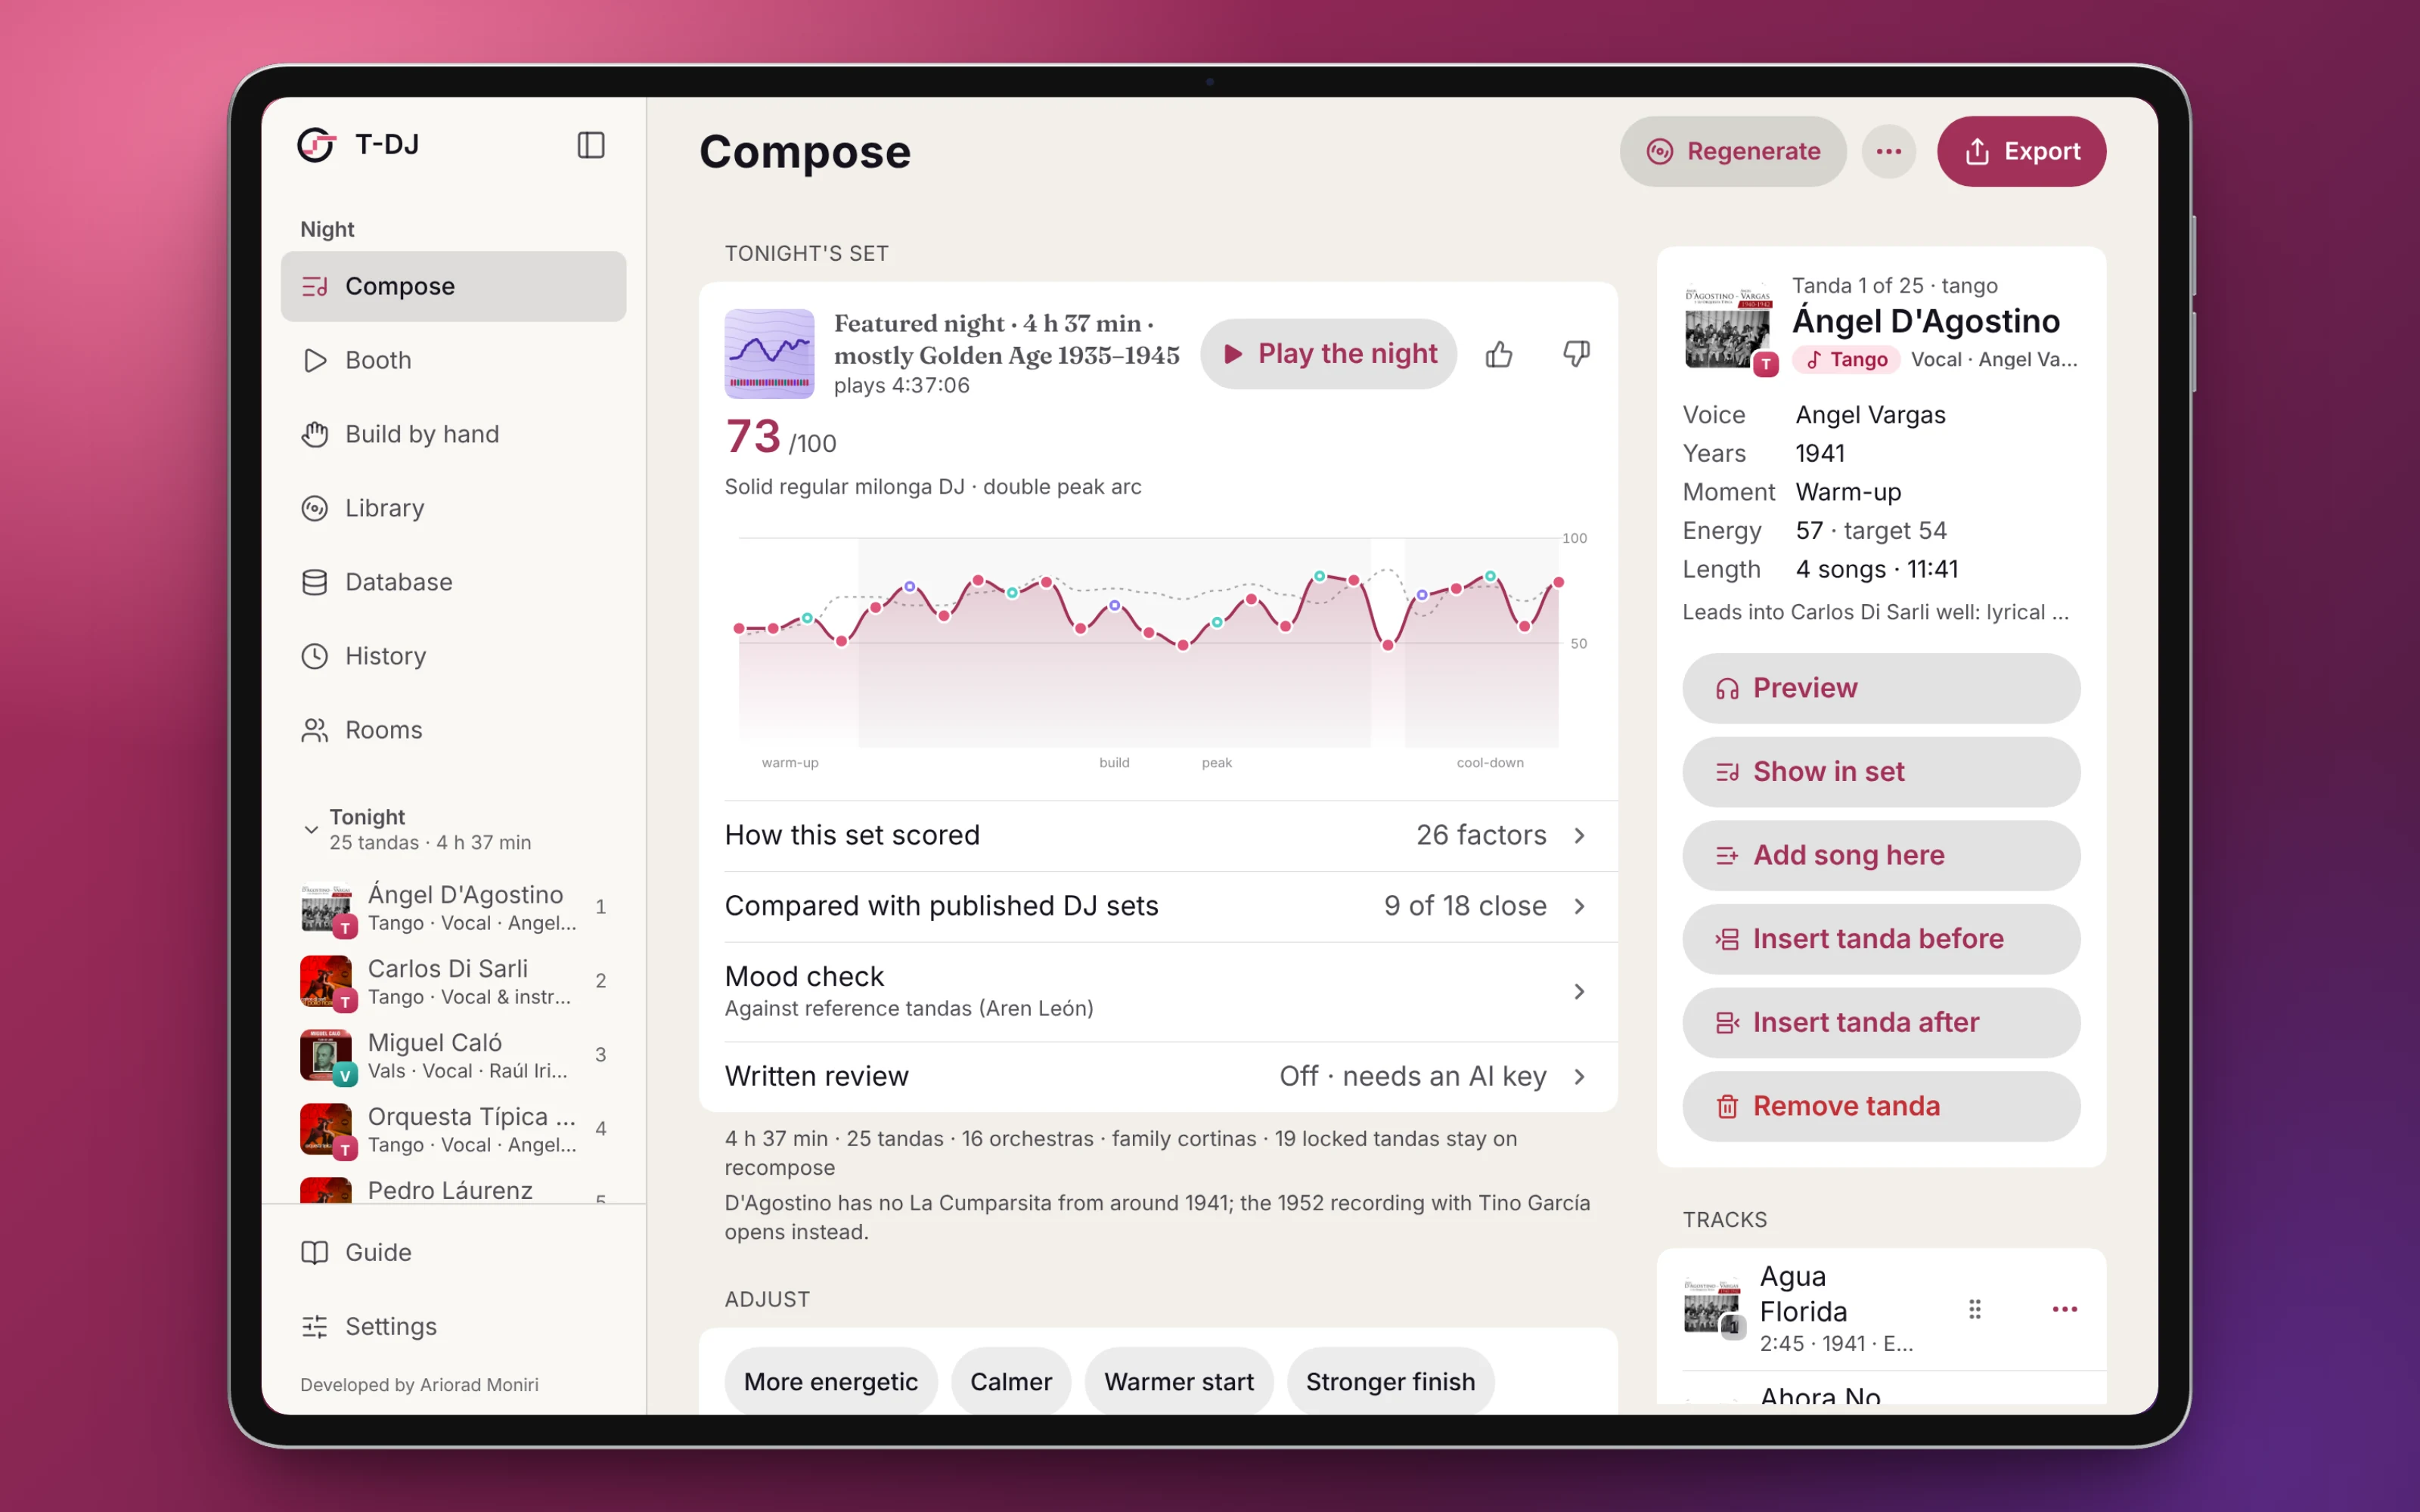 T-DJ
Night
Compose
Booth
Build by hand
Library
Database
History
Rooms
Tonight
25 tandas · 4 h 37 min
Ángel D'Agostino
Tango · Vocal · Angel...
1
T
Carlos Di Sarli
Tango · Vocal & instr...
2
T
Miguel Caló
Vals · Vocal · Raúl Iri...
3
V
Orquesta Típica ...
Tango · Vocal · Angel...
4
T
Pedro Láurenz
5
Guide
Settings
Developed by Ariorad Moniri
Compose
Regenerate
Export
TONIGHT'S SET
Featured night · 4 h 37 min ·
mostly Golden Age 1935–1945
plays 4:37:06
Play the night
73 /100
Solid regular milonga DJ · double peak arc
100
50
warm-up
build
peak
cool-down
How this set scored
26 factors
Compared with published DJ sets
9 of 18 close
Mood check
Against reference tandas (Aren León)
Written review
Off · needs an AI key
4 h 37 min · 25 tandas · 16 orchestras · family cortinas · 19 locked tandas stay on
recompose
D'Agostino has no La Cumparsita from around 1941; the 1952 recording with Tino García
opens instead.
ADJUST
More energetic
Calmer
Warmer start
Stronger finish
D'AGOSTINO - VARGAS
T
Tanda 1 of 25 · tango
Ángel D'Agostino
Tango
Vocal · Angel Va...
Voice Angel Vargas
Years 1941
Moment Warm-up
Energy 57 · target 54
Length 4 songs · 11:41
Leads into Carlos Di Sarli well: lyrical ...
Preview
Show in set
Add song here
Insert tanda before
Insert tanda after
Remove tanda
TRACKS
Agua
Florida
2:45 · 1941 · E...
Ahora No